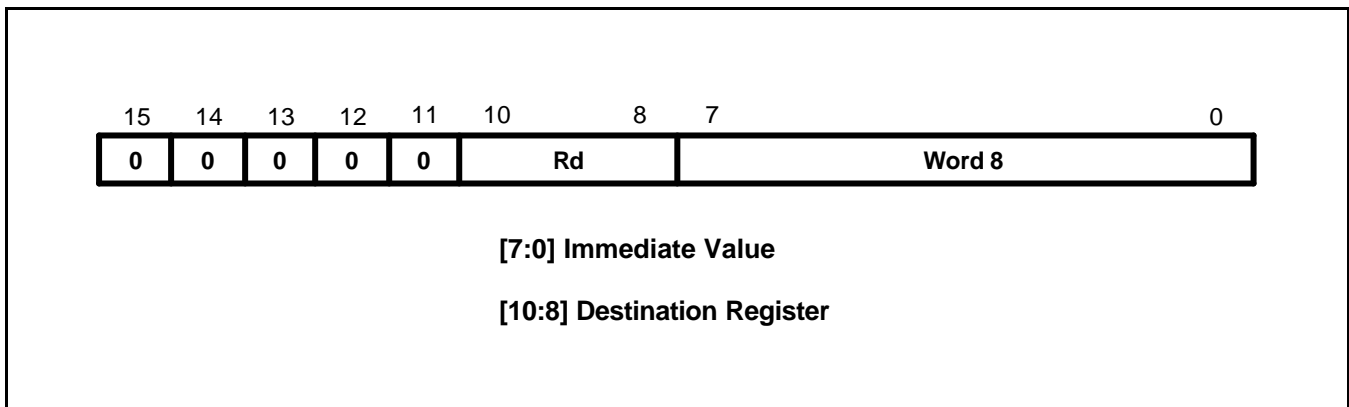 15 14 13 12 11 10 8 7 0
0 0 0 0 0 Rd Word 8
[7:0] Immediate Value
[10:8] Destination Register